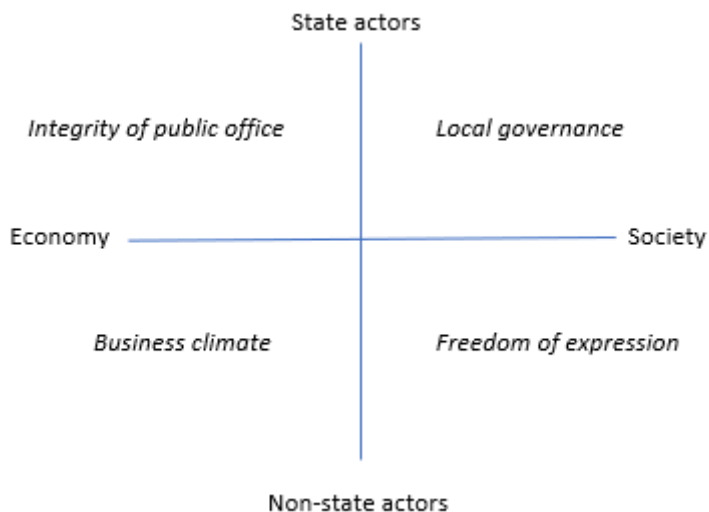 State actors
Integrity of public office
Local governance
Economy
Society
Business climate
Freedom of expression
Non-state actors